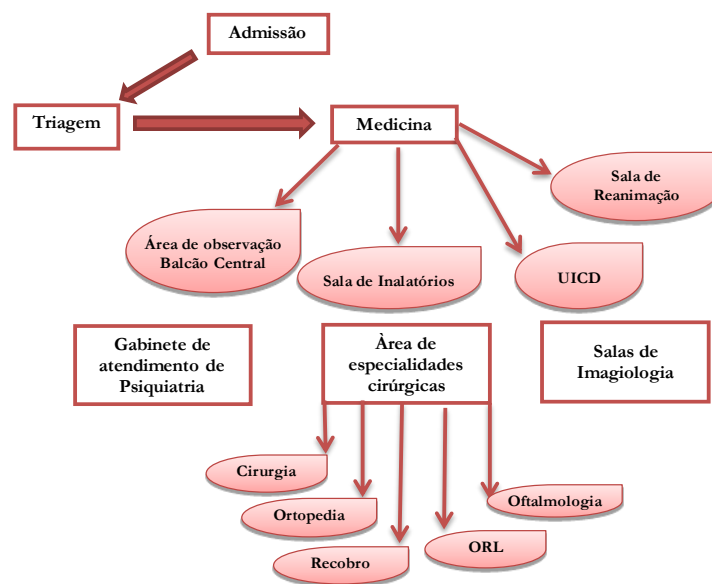 Admissão
Triagem
Medicina
Sala de
Reanimação
Área de observação
Balcão Central
Sala de Inalatórios
UICD
Gabinete de
atendimento de
Psiquiatria
Àrea de
especialidades
cirúrgicas
Salas de
Imagiologia
Cirurgia
Ortopedia
Recobro
ORL
Oftalmologia